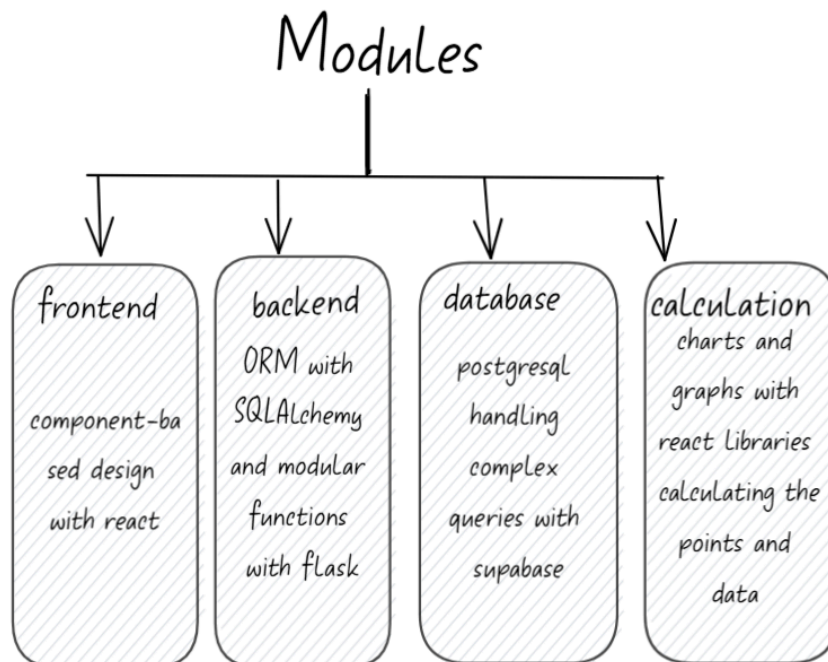 Modules
frontend
component-ba
sed design
with react
backend
ORM with
SQLALchemy
and modular
functions
with flask
database
postgresql
handling
complex
queries with
supabase
calculation
charts and
graphs with
react libraries
calculating the
points and
data